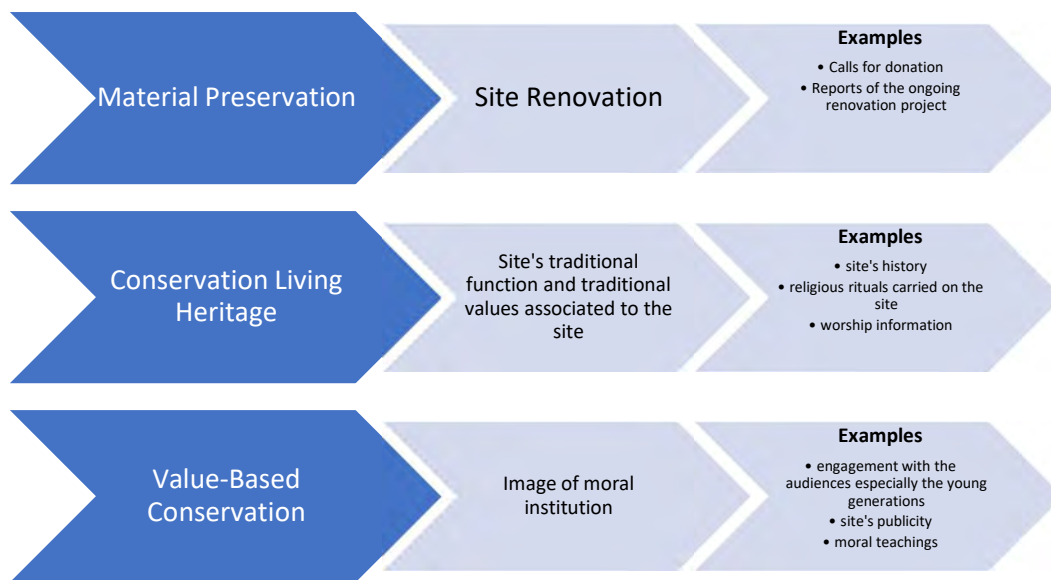 Material Preservation
Site Renovation
Examples
• Calls for donation
• Reports of the ongoing
renovation project
Conservation Living
Heritage
Site's traditional
function and traditional
values associated to the
site
Examples
• site's history
• religious rituals carried on the
site
• worship information
Value-Based
Conservation
Image of moral
institution
Examples
• engagement with the
audiences especially the young
generations
• site's publicity
• moral teachings